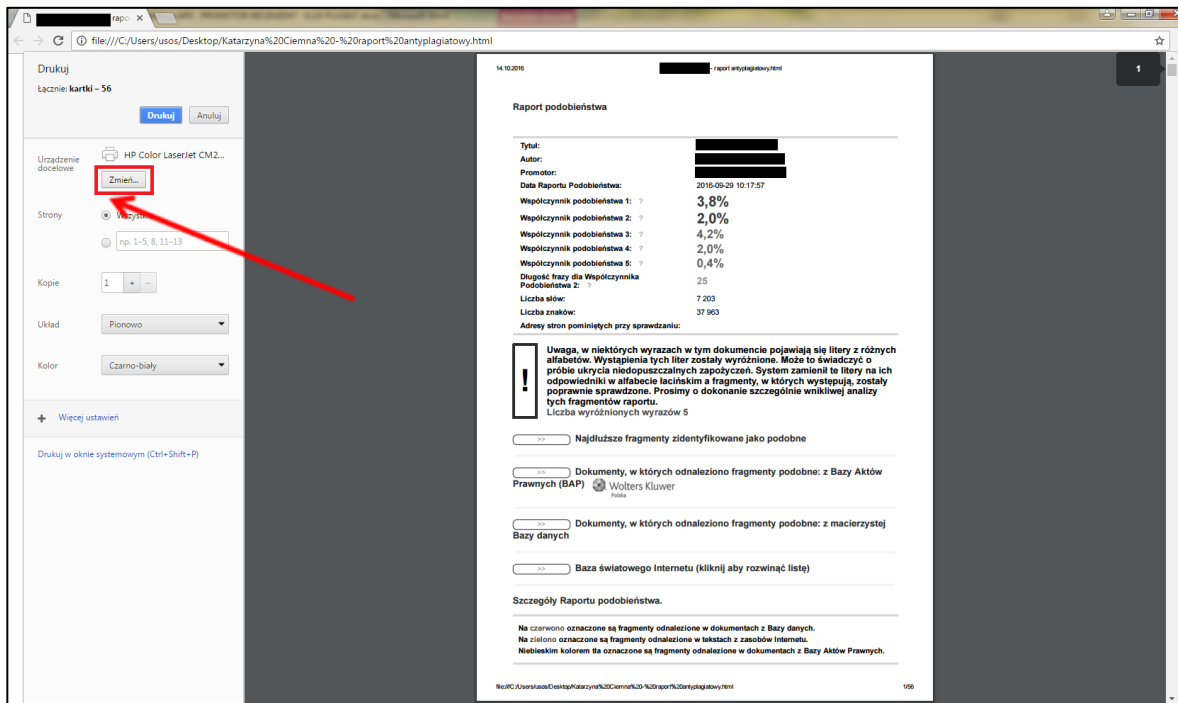 rapo
file:///C:/Users/usos/Desktop/Katarzyna%20Ciemna%20-%20raport%20antyplagiatowy.html
Drukuj
Łącznie: kartki – 56
Drukuj Anuluj
Urządzenie docelowe
HP Color LaserJet CM2...
Zmień...
Strony
Wszystk
np. 1–5, 8, 11–13
Kopie 1 + -
Układ Pionowo
Kolor Czarno-biały
+ Więcej ustawień
Drukuj w oknie systemowym (Ctrl+Shift+P)
1
14.10.2016 - raport antyplagiatowy.html
Raport podobieństwa
Tytuł:
Autor:
Promotor:
Data Raportu Podobieństwa: 2016-09-29 10:17:57
Współczynnik podobieństwa 1: ? 3,8%
Współczynnik podobieństwa 2: ? 2,0%
Współczynnik podobieństwa 3: ? 4,2%
Współczynnik podobieństwa 4: ? 2,0%
Współczynnik podobieństwa 5: ? 0,4%
Długość frazy dla Współczynnika
Podobieństwa 2: ? 25
Liczba słów: 7 203
Liczba znaków: 37 963
Adresy stron pominiętych przy sprawdzaniu:
!
Uwaga, w niektórych wyrazach w tym dokumencie pojawiają się litery z różnych
alfabetów. Wystąpienia tych liter zostały wyróżnione. Może to świadczyć o
próbie ukrycia niedopuszczalnych zapożyczeń. System zamienił te litery na ich
odpowiedniki w alfabecie łacińskim a fragmenty, w których występują, zostały
poprawnie sprawdzone. Prosimy o dokonanie szczególnie wnikliwej analizy
tych fragmentów raportu.
Liczba wyróżnionych wyrazów 5
>> Najdłuższe fragmenty zidentyfikowane jako podobne
>> Dokumenty, w których odnaleziono fragmenty podobne: z Bazy Aktów
Prawnych (BAP) Wolters Kluwer
Polska
>> Dokumenty, w których odnaleziono fragmenty podobne: z macierzystej
Bazy danych
>> Baza światowego Internetu (kliknij aby rozwinąć listę)
Szczegóły Raportu podobieństwa.
Na czerwono oznaczone są fragmenty odnalezione w dokumentach z Bazy danych.
Na zielono oznaczone są fragmenty odnalezione w tekstach z zasobów Internetu.
Niebieskim kolorem tła oznaczone są fragmenty odnalezione w dokumentach z Bazy Aktów Prawnych.
file:///C:/Users/usos/Desktop/Katarzyna%20Ciemna%20-%20raport%20antyplagiatowy.html 1/56